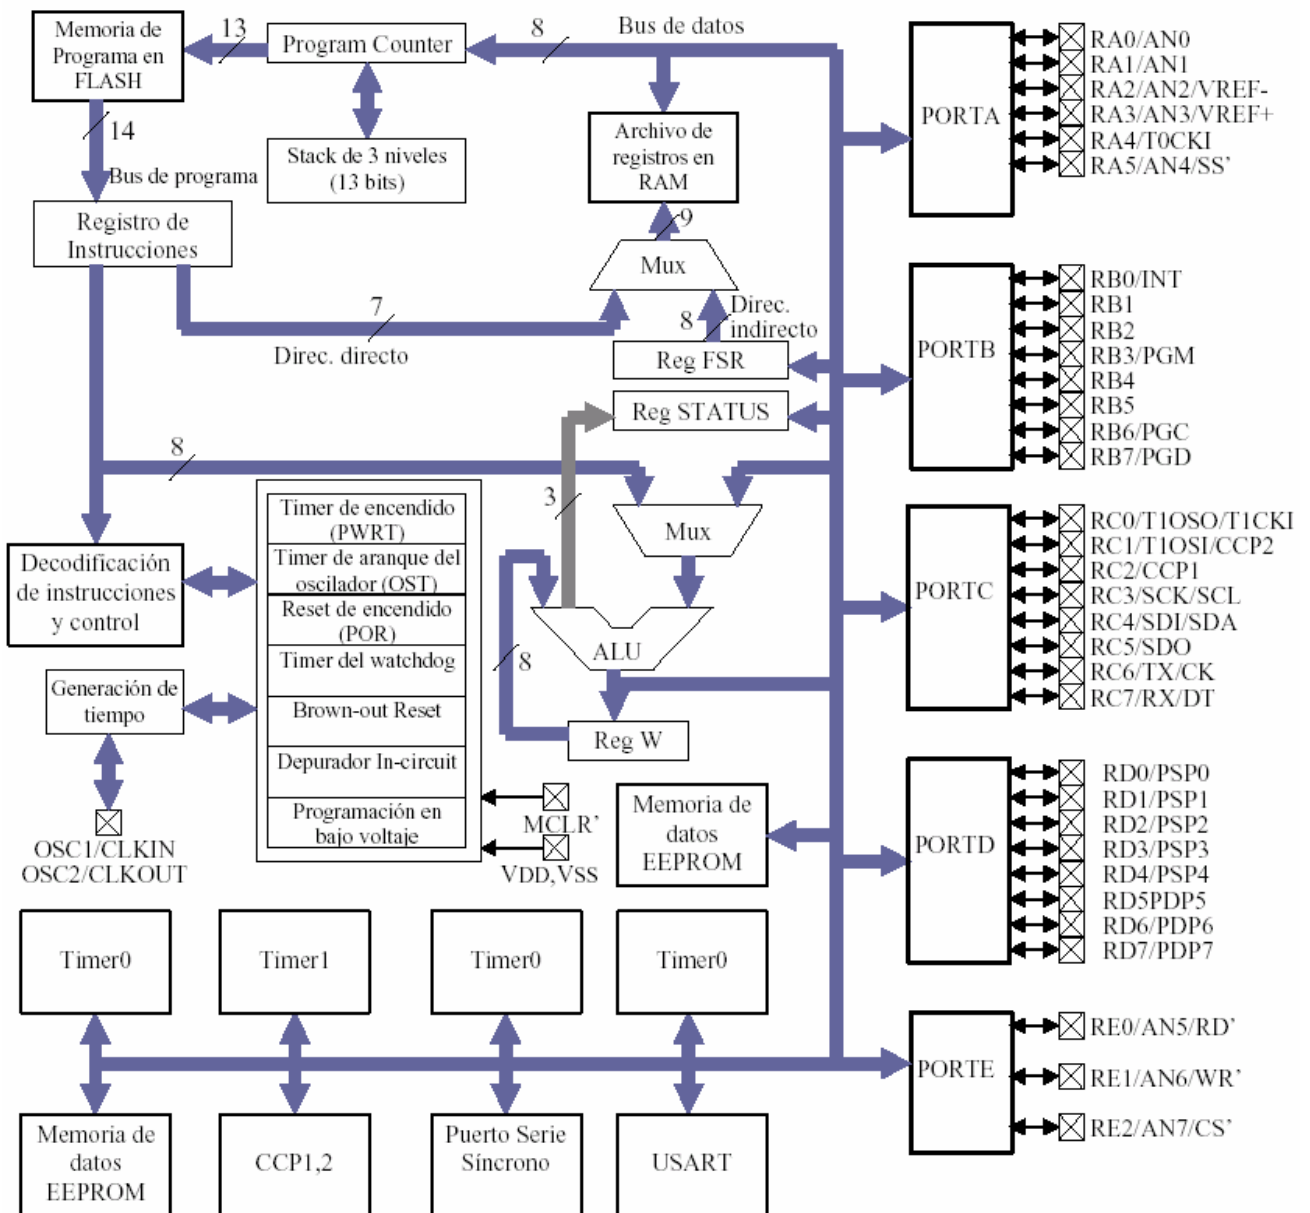 Memoria de
Programa en
FLASH
13
Program Counter
8
Bus de datos
14
Bus de programa
Stack de 3 niveles
(13 bits)
Archivo de
registros en
RAM
9
Registro de
Instrucciones
Mux
7
Direc. directo
8
Direc.
indirecto
Reg FSR
Reg STATUS
8
3
Mux
Timer de encendido
(PWRT)
Timer de aranque del
oscilador (OST)
Reset de encendido
(POR)
Timer del watchdog
Brown-out Reset
Depurador In-circuit
Programación en
bajo voltaje
Decodificación
de instrucciones
y control
Generación de
tiempo
OSC1/CLKIN
OSC2/CLKOUT
ALU
8
Reg W
MCLR'
VDD,VSS
Memoria de
datos
EEPROM
Timer0
Timer1
Timer0
Timer0
Memoria de
datos
EEPROM
CCP1,2
Puerto Serie
Síncrono
USART
PORTA
RA0/AN0
RA1/AN1
RA2/AN2/VREF-
RA3/AN3/VREF+
RA4/T0CKI
RA5/AN4/SS'
PORTB
RB0/INT
RB1
RB2
RB3/PGM
RB4
RB5
RB6/PGC
RB7/PGD
PORTC
RC0/T1OSO/T1CKI
RC1/T1OSI/CCP2
RC2/CCP1
RC3/SCK/SCL
RC4/SDI/SDA
RC5/SDO
RC6/TX/CK
RC7/RX/DT
PORTD
RD0/PSP0
RD1/PSP1
RD2/PSP2
RD3/PSP3
RD4/PSP4
RD5PDP5
RD6/PDP6
RD7/PDP7
PORTE
RE0/AN5/RD'
RE1/AN6/WR'
RE2/AN7/CS'